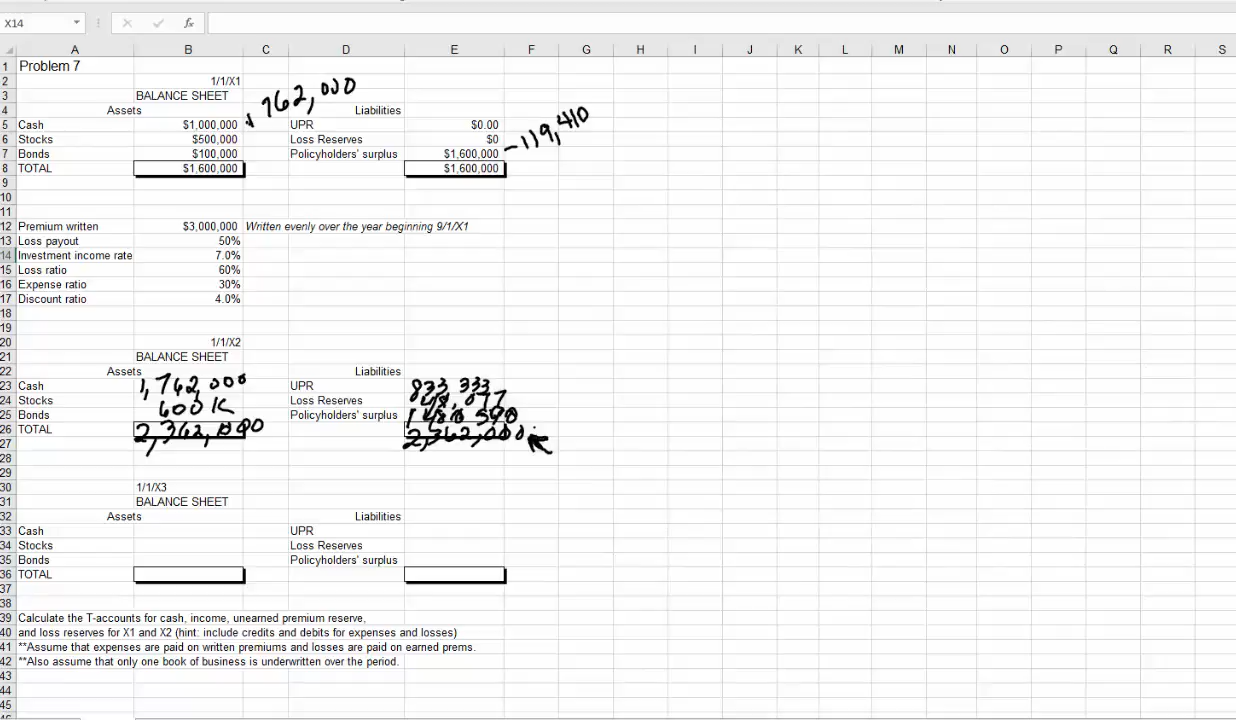 X14 fx
A B C D E F G H I J K L M N O P Q R S
1 Problem 7
2 1/1/X1
3 BALANCE SHEET 762,000
4 Assets Liabilities
5 Cash $1,000,000 UPR $0.00
6 Stocks $500,000 Loss Reserves $0 -119,410
7 Bonds $100,000 Policyholders' surplus $1,600,000
8 TOTAL $1,600,000 $1,600,000
9
10
11
12 Premium written $3,000,000 Written evenly over the year beginning 9/1/X1
13 Loss payout 50%
14 Investment income rate 7.0%
15 Loss ratio 60%
16 Expense ratio 30%
17 Discount ratio 4.0%
18
19
20 1/1/X2
21 BALANCE SHEET
22 Assets Liabilities
23 Cash 1,762,000 UPR 833,333
24 Stocks 600K Loss Reserves
25 Bonds Policyholders' surplus
26 TOTAL 2,362,000 2,362,000
27
28
29
30 1/1/X3
31 BALANCE SHEET
32 Assets Liabilities
33 Cash UPR
34 Stocks Loss Reserves
35 Bonds Policyholders' surplus
36 TOTAL
37
38
39 Calculate the T-accounts for cash, income, unearned premium reserve,
40 and loss reserves for X1 and X2 (hint: include credits and debits for expenses and losses)
41 **Assume that expenses are paid on written premiums and losses are paid on earned prems.
42 **Also assume that only one book of business is underwritten over the period.
43
44
45